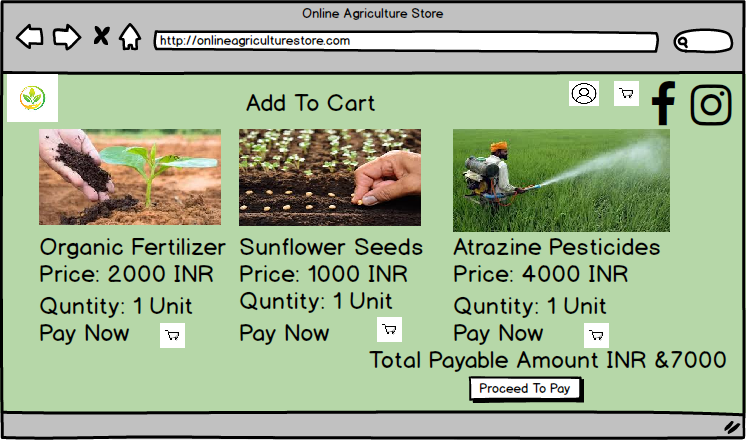 Online Agriculture Store
http://onlineagriculturestore.com
Add To Cart
Organic Fertilizer
Price: 2000 INR
Quntity: 1 Unit
Pay Now
Sunflower Seeds
Price: 1000 INR
Quntity: 1 Unit
Pay Now
Atrazine Pesticides
Price: 4000 INR
Quntity: 1 Unit
Pay Now
Total Payable Amount INR &7000
Proceed To Pay